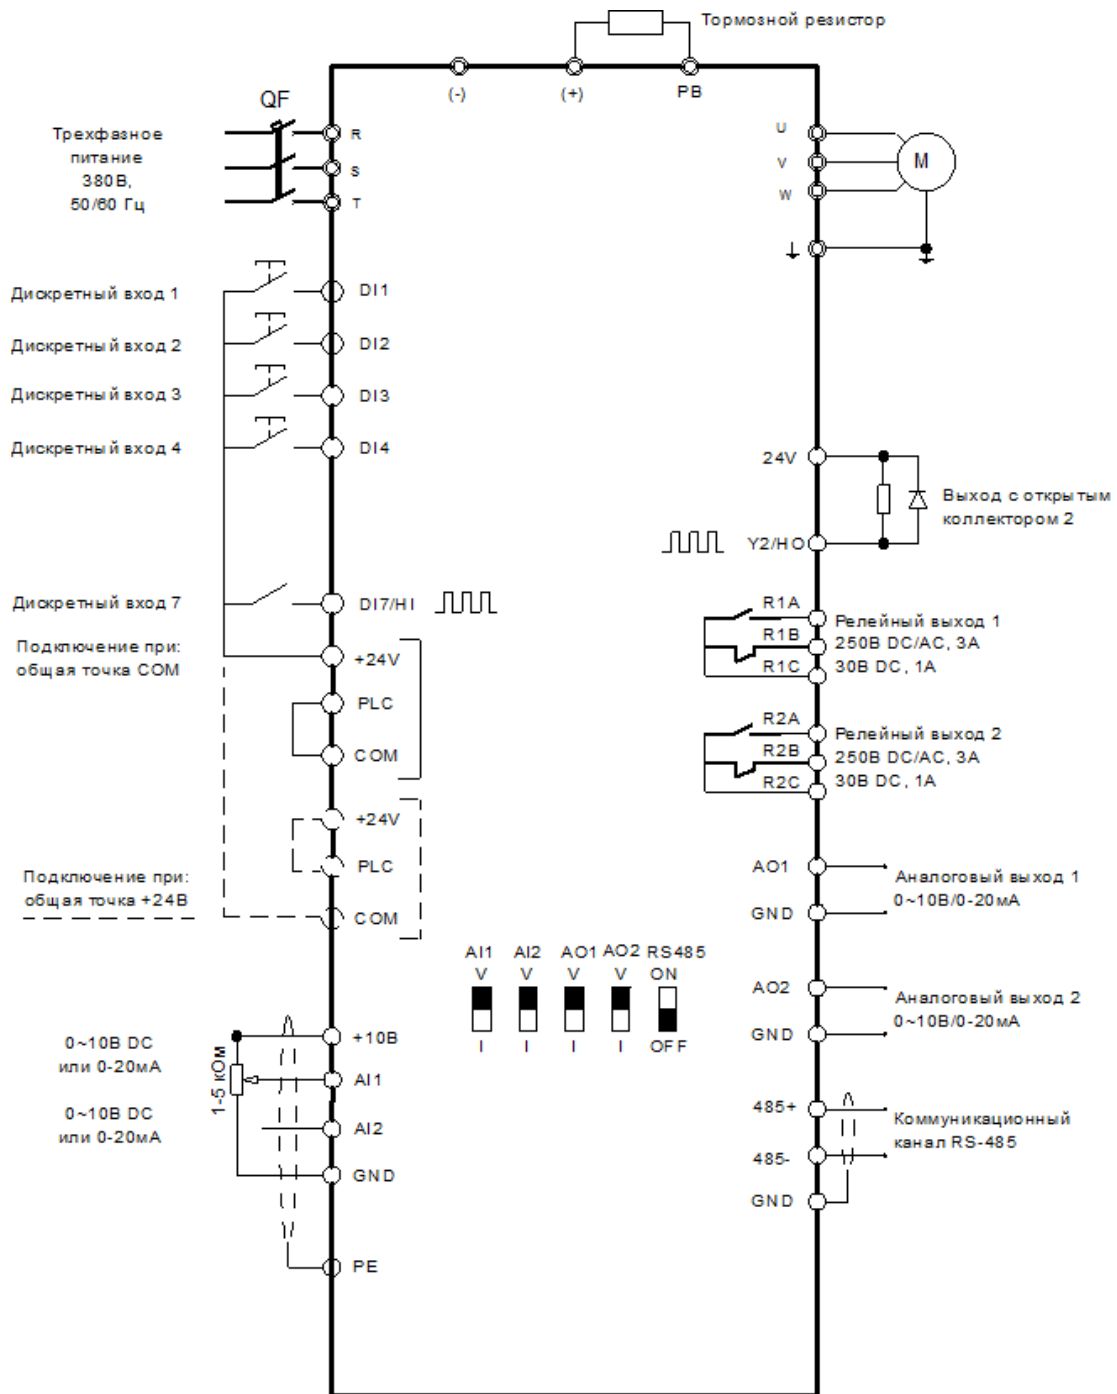 Тормозной резистор
(-)
(+)
PB
QF
Трехфазное
питание
380В,
50/60 Гц
R
S
T
U
V
W
M
Дискретный вход 1
DI1
Дискретный вход 2
DI2
Дискретный вход 3
DI3
Дискретный вход 4
DI4
24V
Выход с открытым
коллектором 2
Y2/HO
Дискретный вход 7
DI7/HI
Подключение при:
общая точка COM
+24V
PLC
COM
R1A
R1B
R1C
Релейный выход 1
250В DC/AC, 3А
30В DC, 1А
R2A
R2B
R2C
Релейный выход 2
250В DC/AC, 3А
30В DC, 1А
+24V
PLC
COM
Подключение при:
общая точка +24В
AO1
GND
Аналоговый выход 1
0~10В/0-20мА
AI1 AI2 AO1 AO2 RS485
V V V V ON
I I I I OFF
AO2
GND
Аналоговый выход 2
0~10В/0-20мА
0~10В DC
или 0-20мА
0~10В DC
или 0-20мА
1-5 кОм
+10В
AI1
AI2
GND
PE
485+
485-
GND
Коммуникационный
канал RS-485